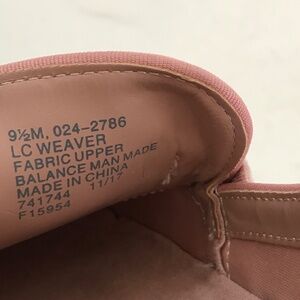 9½M, 024-2786
LC WEAVER
FABRIC UPPER
BALANCE MAN MADE
MADE IN CHINA
741744 11/17
F15954